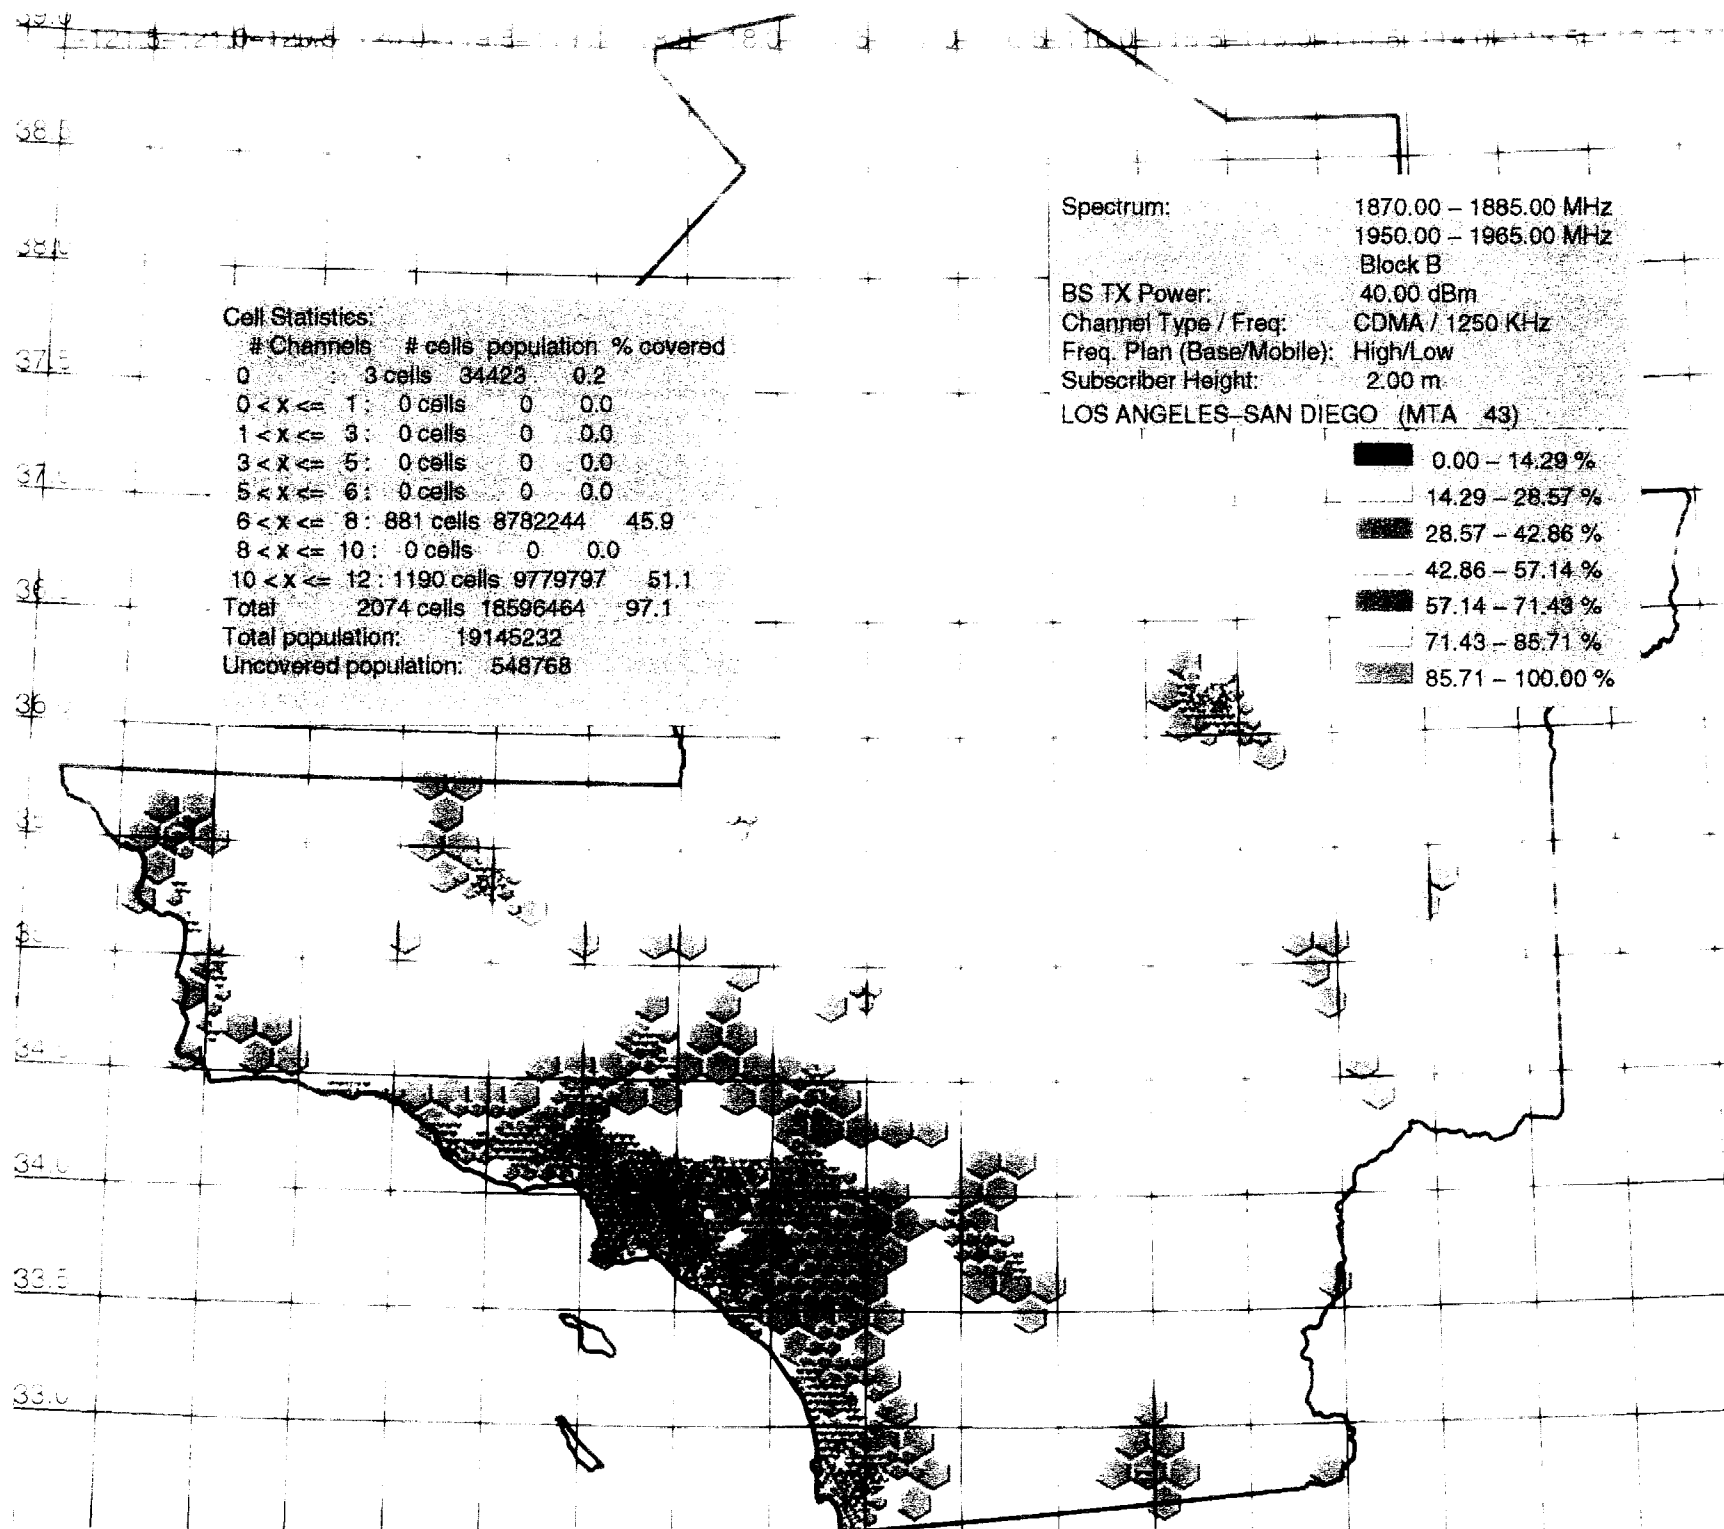 39.0
38.5
38.0
Spectrum: 1870.00 – 1885.00 MHz
1950.00 – 1965.00 MHz
Block B
BS TX Power: 40.00 dBm
Channel Type / Freq: CDMA / 1250 KHz
Freq. Plan (Base/Mobile): High/Low
Subscriber Height: 2.00 m
LOS ANGELES–SAN DIEGO (MTA 43)
0.00 – 14.29 %
14.29 – 28.57 %
28.57 – 42.86 %
42.86 – 57.14 %
57.14 – 71.43 %
71.43 – 85.71 %
85.71 – 100.00 %
Cell Statistics:
# Channels # cells population % covered
0 : 3 cells 34423 0.2
0 < x <= 1 : 0 cells 0 0.0
1 < x <= 3 : 0 cells 0 0.0
3 < x <= 5 : 0 cells 0 0.0
5 < x <= 6 : 0 cells 0 0.0
6 < x <= 8 : 881 cells 8782244 45.9
8 < x <= 10 : 0 cells 0 0.0
10 < x <= 12 : 1190 cells 9779797 51.1
Total 2074 cells 18596464 97.1
Total population: 19145232
Uncovered population: 548768
37.5
34.0
33.5
33.0